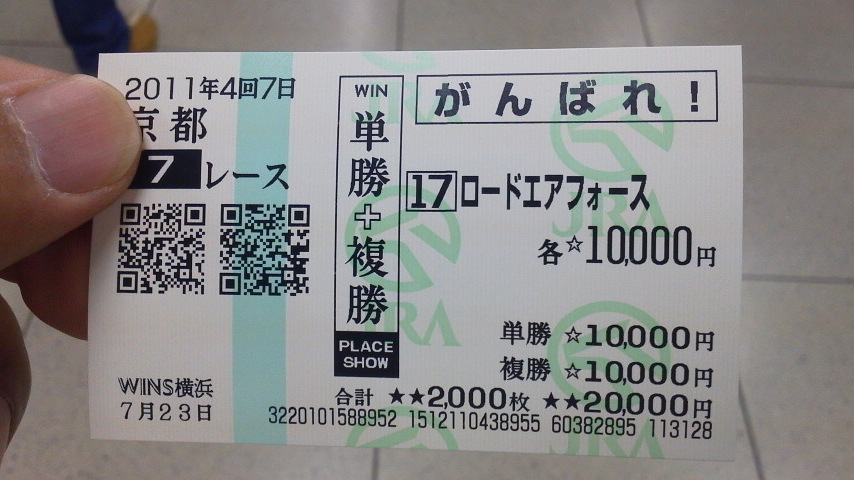 2011年4回7日
京都
7 レース
WINS横浜
7月23日
WIN
単勝+複勝
PLACE
SHOW
がんばれ!
17 ロードエアフォース
各☆10,000円
単勝 ☆10,000円
複勝 ☆10,000円
合計 ★★2,000枚 ★★20,000円
3220101588952 1512110438955 60382895 113128
JRA
JRA
JRA
JRA